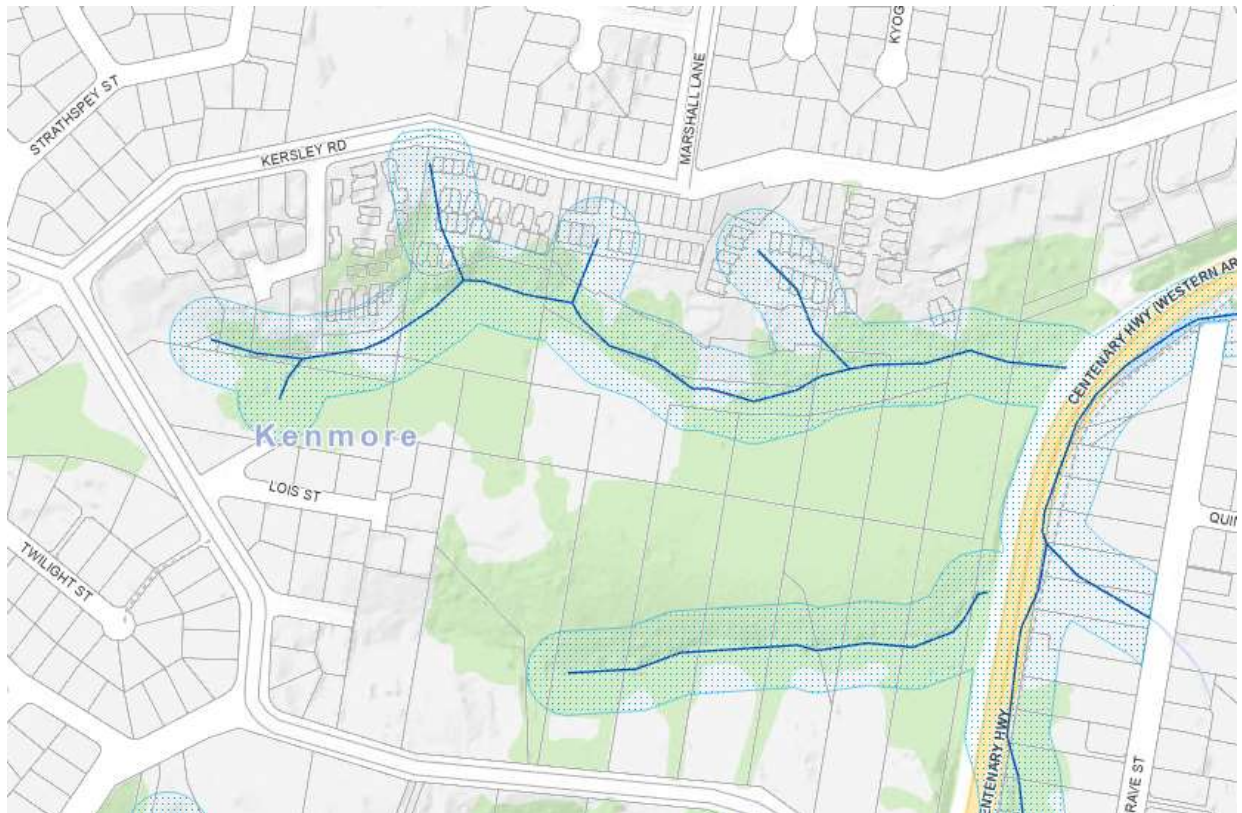 KYOG
STRATHSPEY ST
MARSHALL LANE
KERSLEY RD
CENTENARY HWY (WESTERN AR
Kenmore
LOIS ST
QUIN
TWILIGHT ST
ENTENARY HWY
RAVE ST